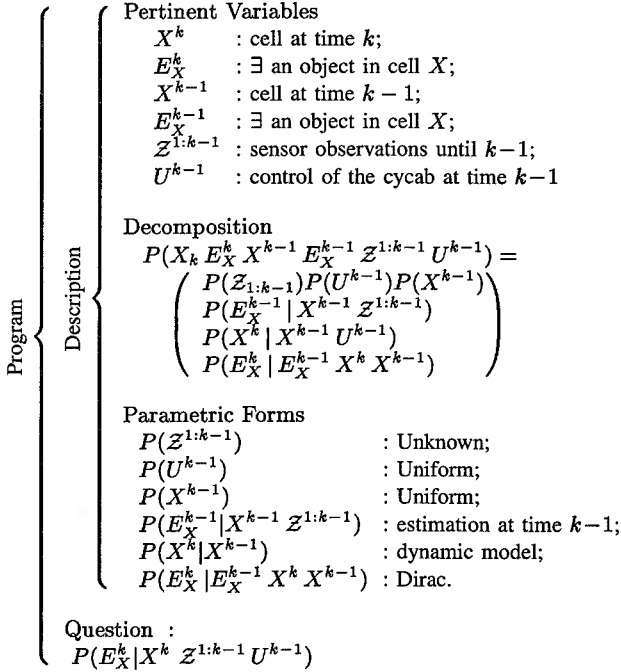 Pertinent Variables
X^k : cell at time k;
E_X^k : ∃ an object in cell X;
X^{k-1} : cell at time k − 1;
E_X^{k-1} : ∃ an object in cell X;
𝒵^{1:k-1} : sensor observations until k−1;
U^{k-1} : control of the cycab at time k−1
Decomposition
P(X_k E_X^k X^{k-1} E_X^{k-1} 𝒵^{1:k-1} U^{k-1}) =
P(𝒵_{1:k-1})P(U^{k-1})P(X^{k-1})
P(E_X^{k-1} | X^{k-1} 𝒵^{1:k-1})
P(X^k | X^{k-1} U^{k-1})
P(E_X^k | E_X^{k-1} X^k X^{k-1})
Description
Program
Parametric Forms
P(𝒵^{1:k-1}) : Unknown;
P(U^{k-1}) : Uniform;
P(X^{k-1}) : Uniform;
P(E_X^{k-1}|X^{k-1} 𝒵^{1:k-1}) : estimation at time k−1;
P(X^k|X^{k-1}) : dynamic model;
P(E_X^k |E_X^{k-1} X^k X^{k-1}) : Dirac.
Question :
P(E_X^k|X^k 𝒵^{1:k-1} U^{k-1})